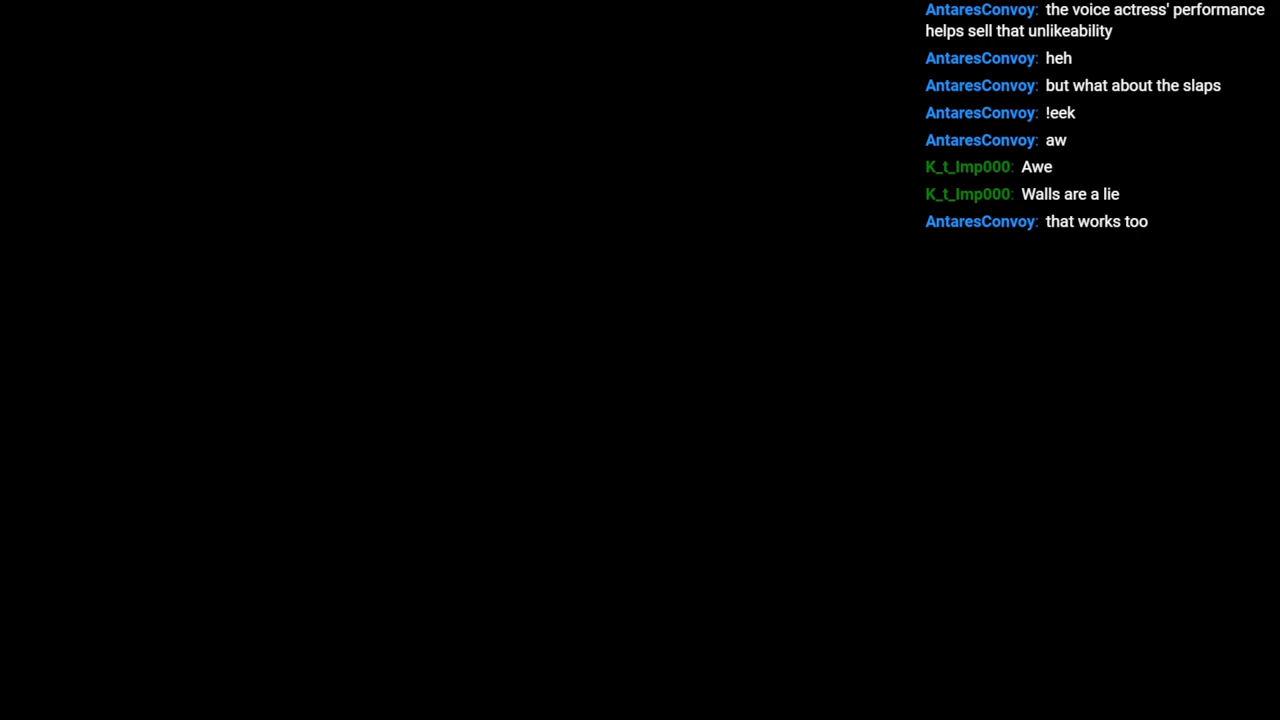 AntaresConvoy: the voice actress' performance
helps sell that unlikeability
AntaresConvoy: heh
AntaresConvoy: but what about the slaps
AntaresConvoy: !eek
AntaresConvoy: aw
K_t_Imp000: Awe
K_t_Imp000: Walls are a lie
AntaresConvoy: that works too